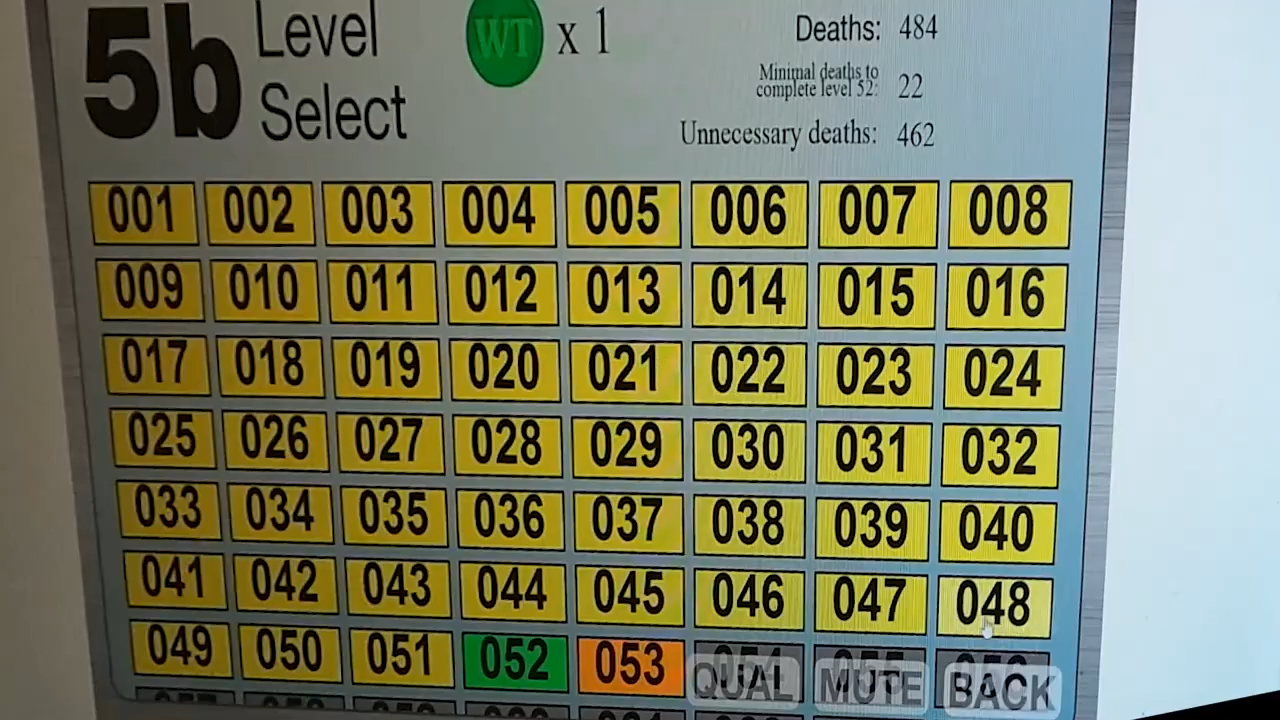 5b Level Select
WT x 1
Deaths: 484
Minimal deaths to
complete level 52: 22
Unnecessary deaths: 462
001 002 003 004 005 006 007 008
009 010 011 012 013 014 015 016
017 018 019 020 021 022 023 024
025 026 027 028 029 030 031 032
033 034 035 036 037 038 039 040
041 042 043 044 045 046 047 048
049 050 051 052 053
QUAL MUTE BACK